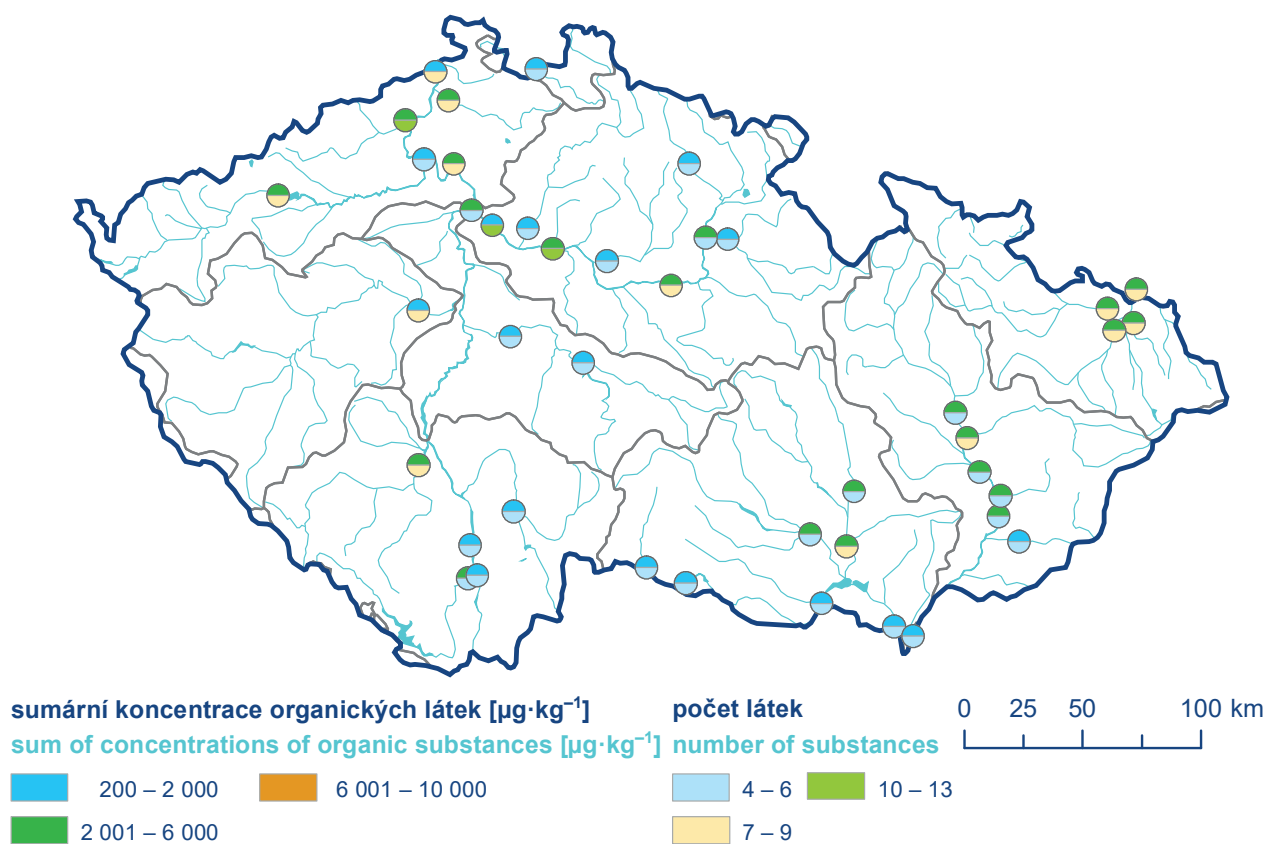 sumární koncentrace organických látek [µg·kg⁻¹]
sum of concentrations of organic substances [µg·kg⁻¹]
200 – 2 000
6 001 – 10 000
2 001 – 6 000
počet látek
number of substances
4 – 6
10 – 13
7 – 9
0 25 50 100 km